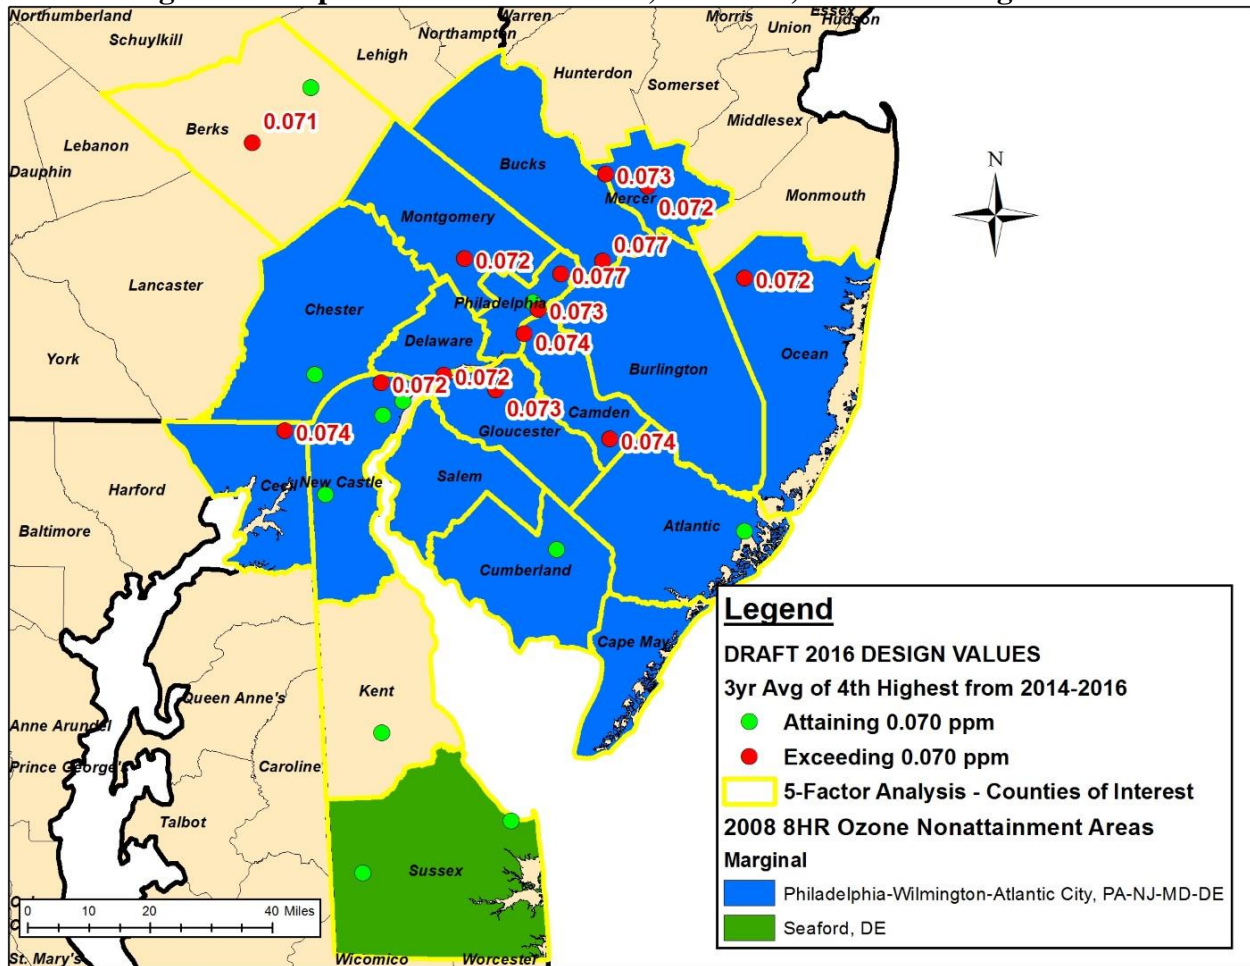 Northumberland
Schuylkill
Lehigh
Northampton
Warren
Morris
Essex
Hudson
Union
Hunterdon
Somerset
Middlesex
Monmouth
Lebanon
Dauphin
Berks
0.071
Bucks
0.073
Mercer
0.072
N
Montgomery
0.072
0.077
0.077
0.072
Lancaster
Chester
Philadelphia
0.073
0.074
York
Delaware
Burlington
Ocean
0.072
0.072
0.073
Camden
Gloucester
0.074
0.074
Harford
New Castle
Salem
Baltimore
Atlantic
Cumberland
Cape May
Kent
Queen Anne's
Anne Arundel
Prince George's
Caroline
Talbot
Sussex
0 10 20 40 Miles
St. Mary's
Wicomico
Worcester
Legend
DRAFT 2016 DESIGN VALUES
3yr Avg of 4th Highest from 2014-2016
Attaining 0.070 ppm
Exceeding 0.070 ppm
5-Factor Analysis - Counties of Interest
2008 8HR Ozone Nonattainment Areas
Marginal
Philadelphia-Wilmington-Atlantic City, PA-NJ-MD-DE
Seaford, DE